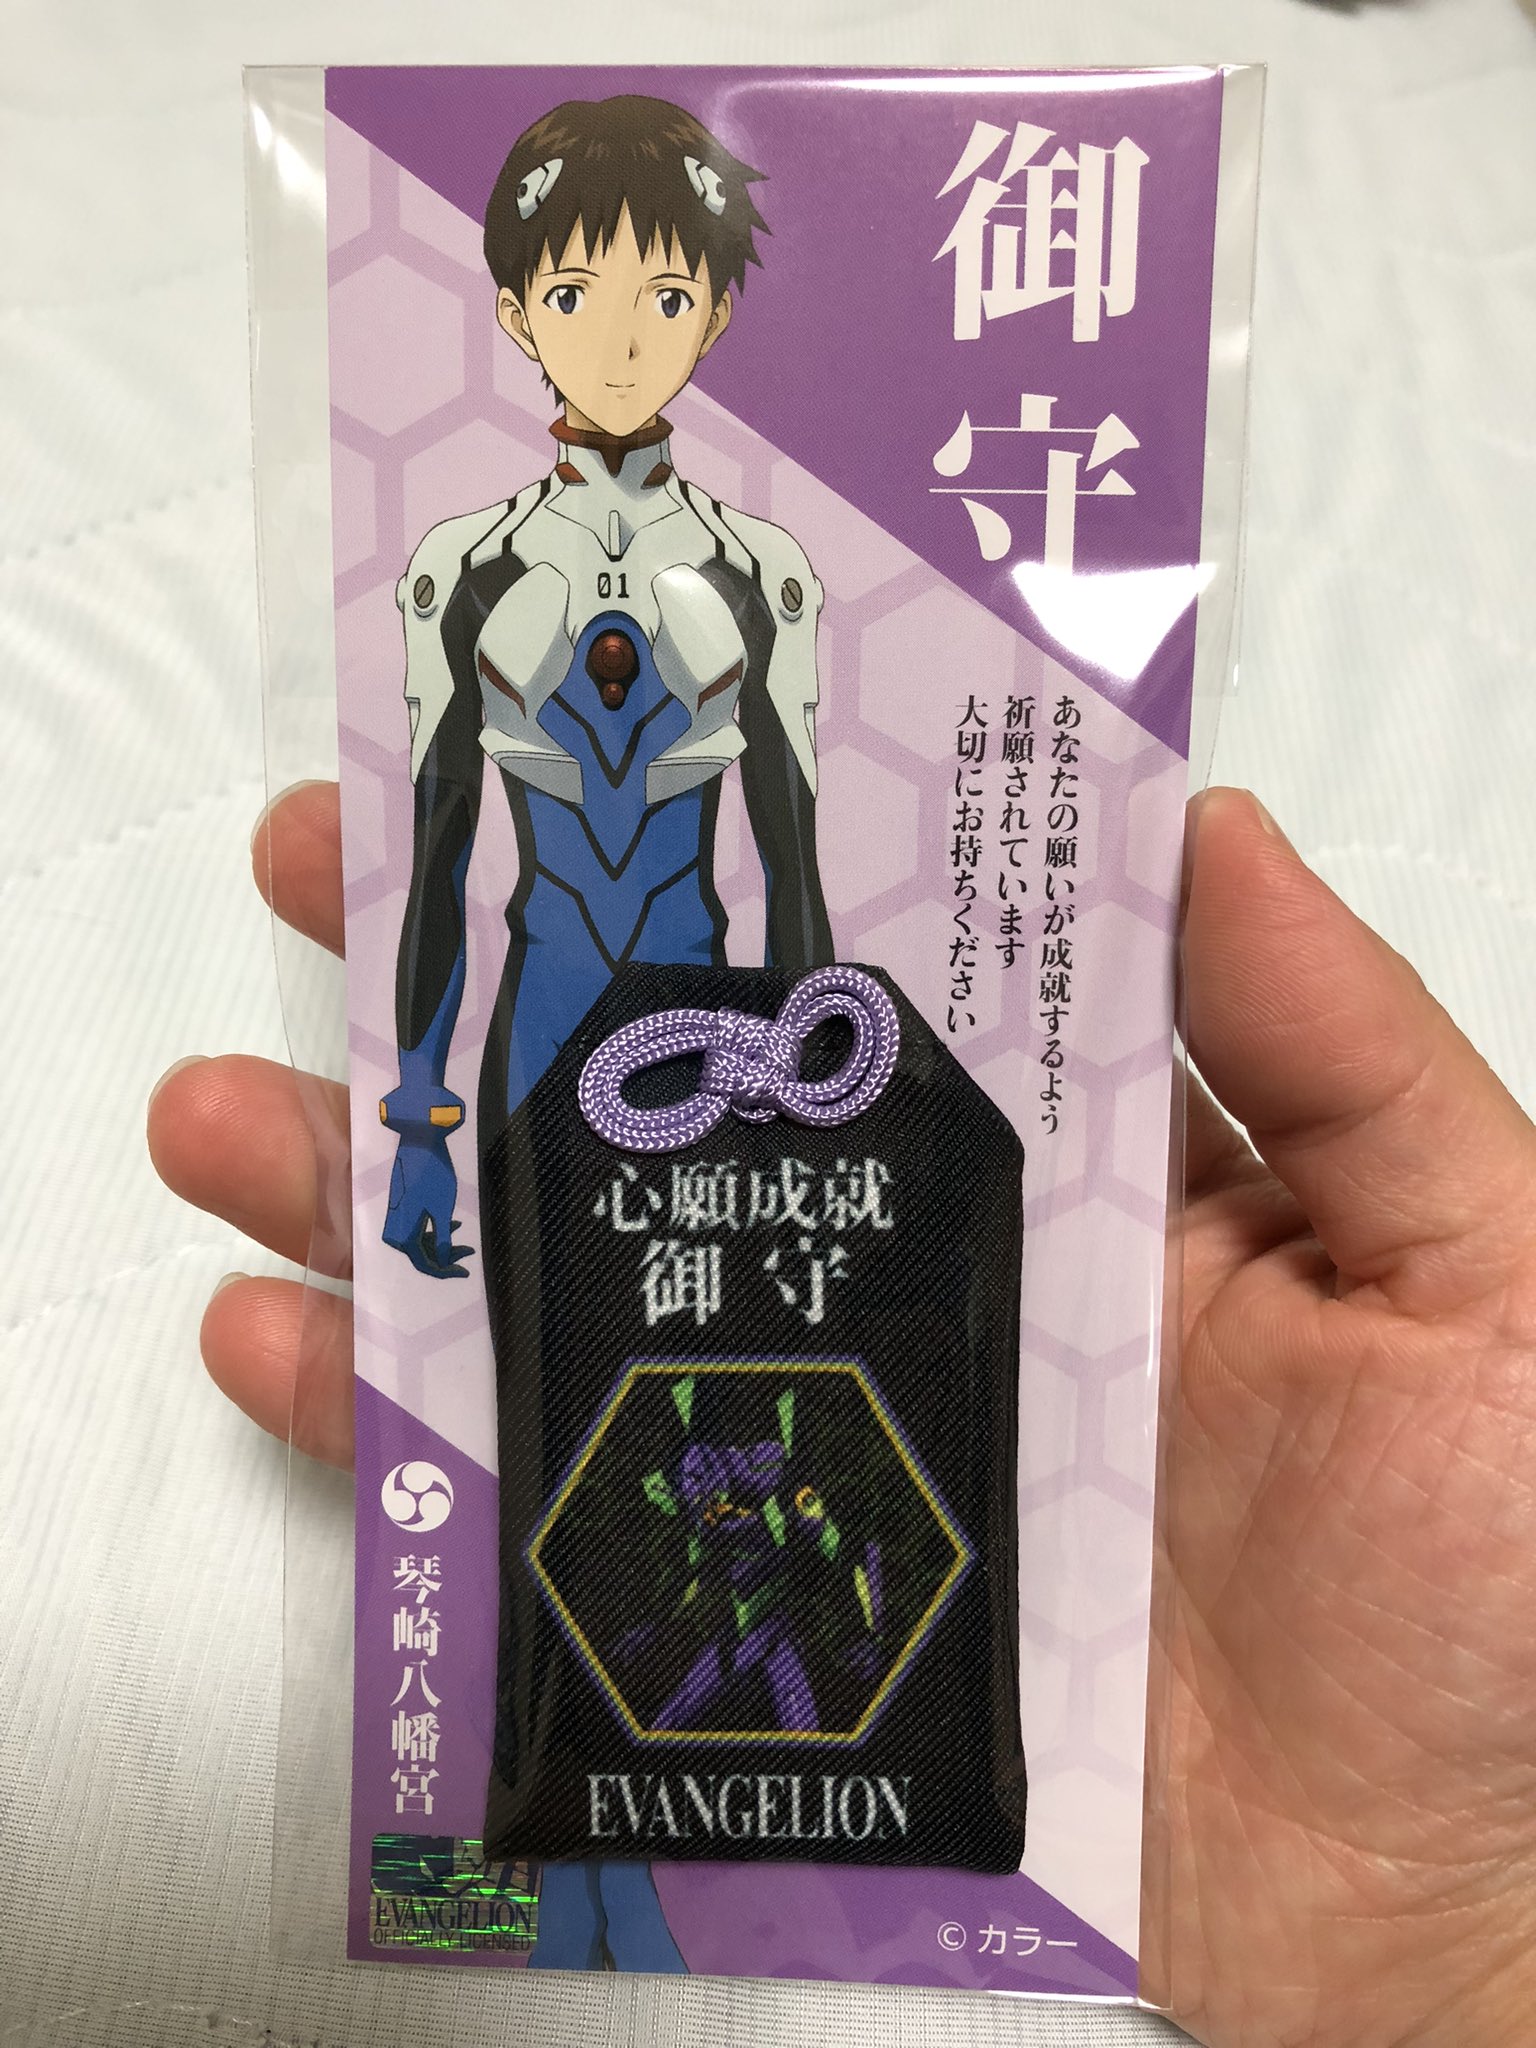 御守
01
あなたの願いが成就するよう
祈願されています
大切にお持ちください
心願成就
御守
EVANGELION
琴崎八幡宮
EVANGELION
OFFICIALLY LICENSED
© カラー